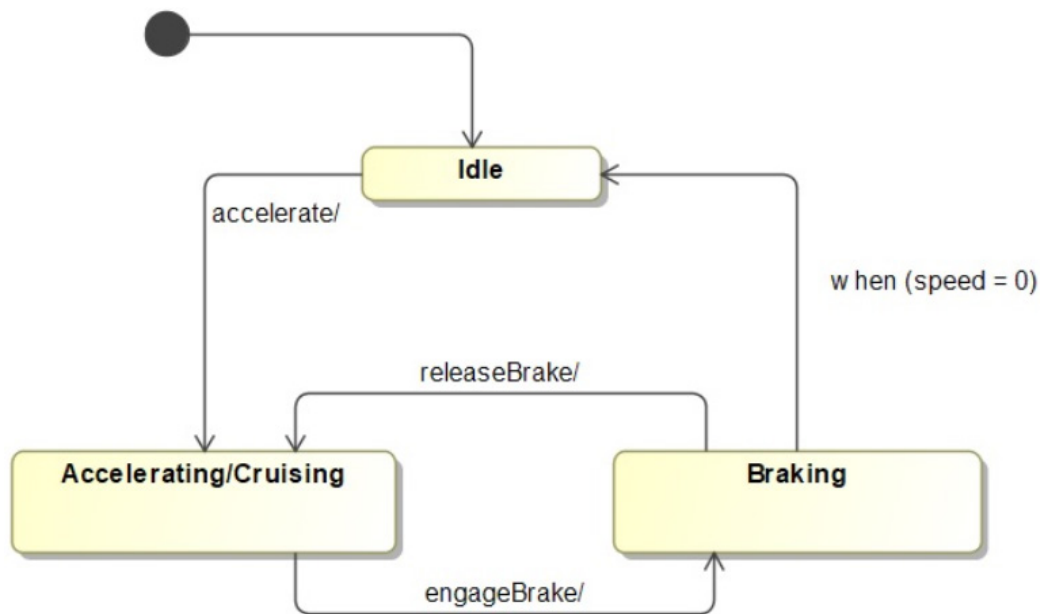 Idle
accelerate/
w hen (speed = 0)
releaseBrake/
Accelerating/Cruising
Braking
engageBrake/